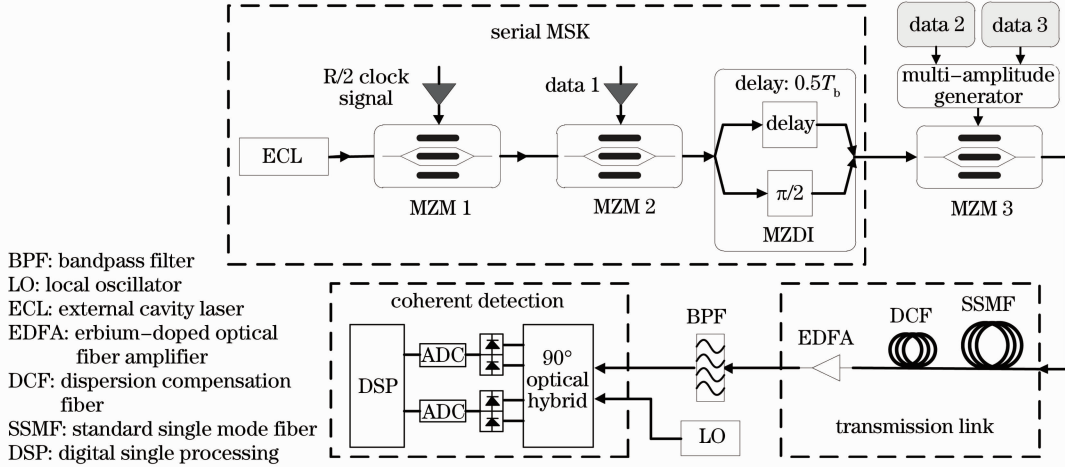 serial MSK
data 2
data 3
R/2 clock
signal
data 1
delay: 0.5Tb
multi-amplitude
generator
ECL
delay
π/2
MZM 1
MZM 2
MZDI
MZM 3
BPF: bandpass filter
LO: local oscillator
ECL: external cavity laser
EDFA: erbium-doped optical
fiber amplifier
DCF: dispersion compensation
fiber
SSMF: standard single mode fiber
DSP: digital single processing
coherent detection
DSP
ADC
ADC
90°
optical
hybrid
BPF
LO
EDFA
DCF
SSMF
transmission link